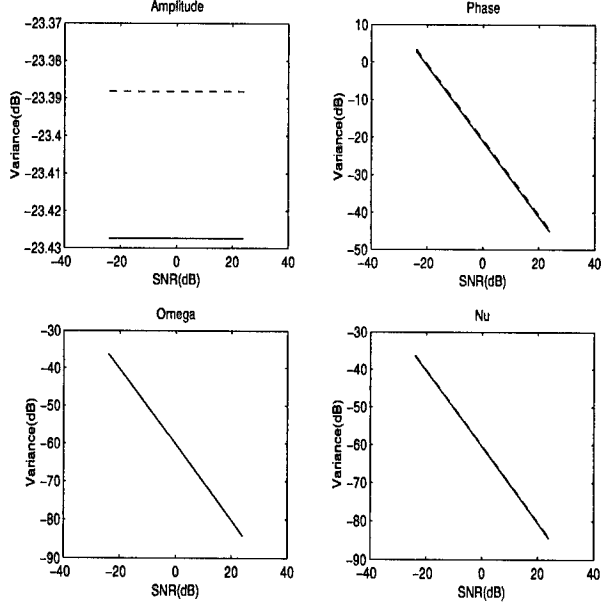 Amplitude
-23.37
-23.38
-23.39
-23.4
-23.41
-23.42
-23.43
Variance(dB)
-40 -20 0 20 40
SNR(dB)
Phase
10
0
-10
-20
-30
-40
-50
Variance(dB)
-40 -20 0 20 40
SNR(dB)
Omega
-30
-40
-50
-60
-70
-80
-90
Variance(dB)
-40 -20 0 20 40
SNR(dB)
Nu
-30
-40
-50
-60
-70
-80
-90
Variance(dB)
-40 -20 0 20 40
SNR(dB)